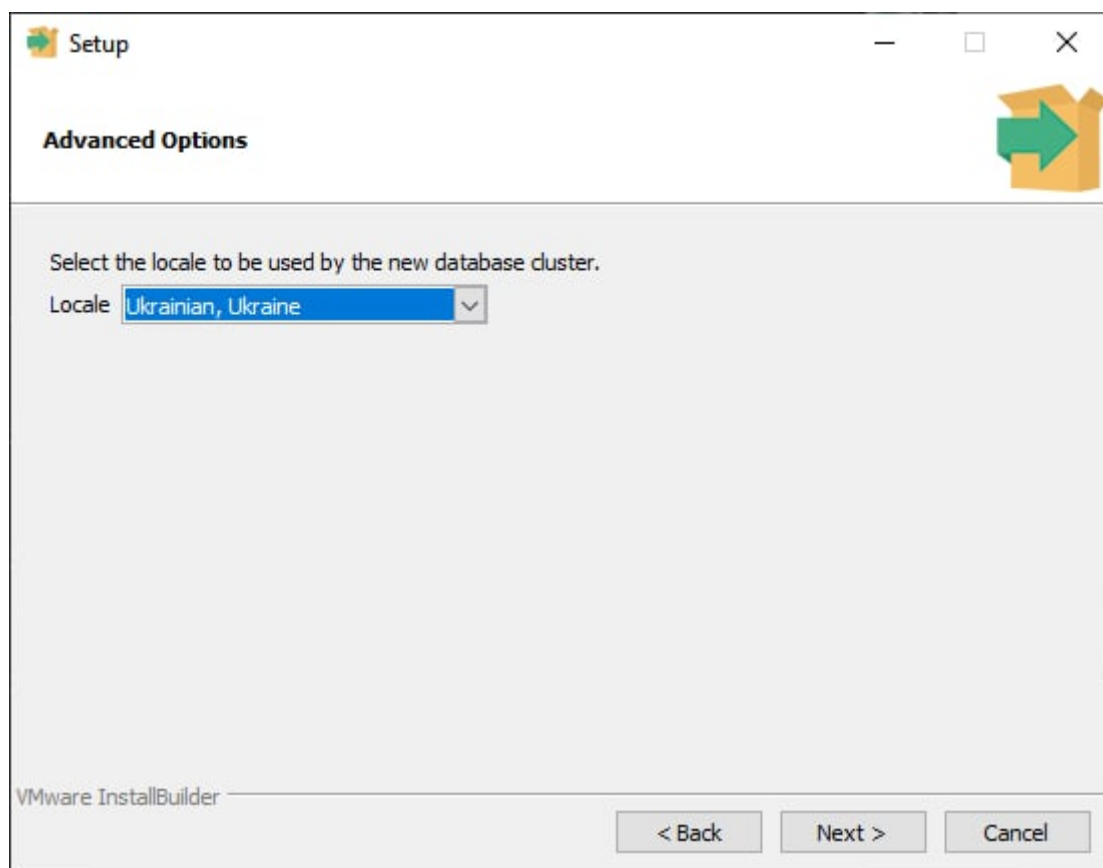 Setup
Advanced Options
Select the locale to be used by the new database cluster.
Locale Ukrainian, Ukraine
VMware InstallBuilder
< Back Next > Cancel